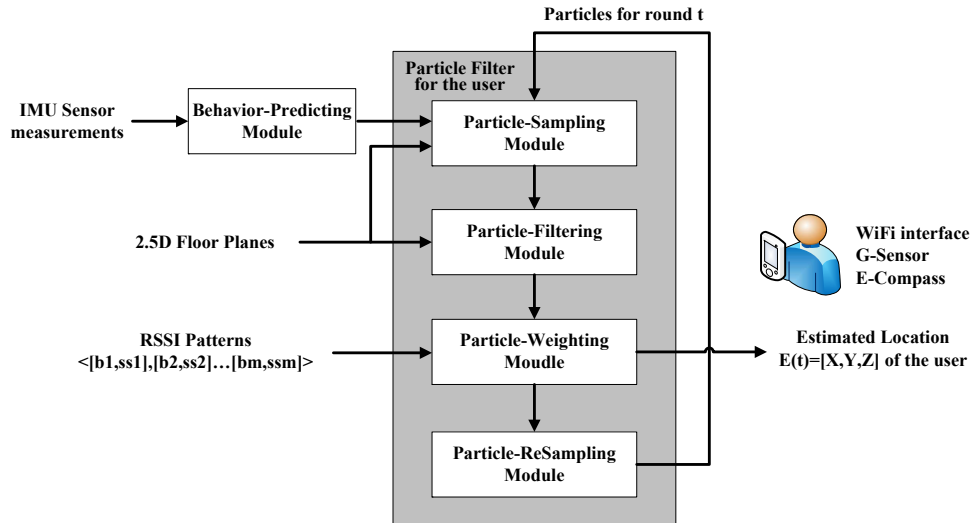 Particles for round t
Particle Filter
for the user
IMU Sensor
measurements
Behavior-Predicting
Module
Particle-Sampling
Module
2.5D Floor Planes
Particle-Filtering
Module
WiFi interface
G-Sensor
E-Compass
RSSI Patterns
<[b1,ss1],[b2,ss2]…[bm,ssm]>
Particle-Weighting
Moudle
Estimated Location
E(t)=[X,Y,Z] of the user
Particle-ReSampling
Module